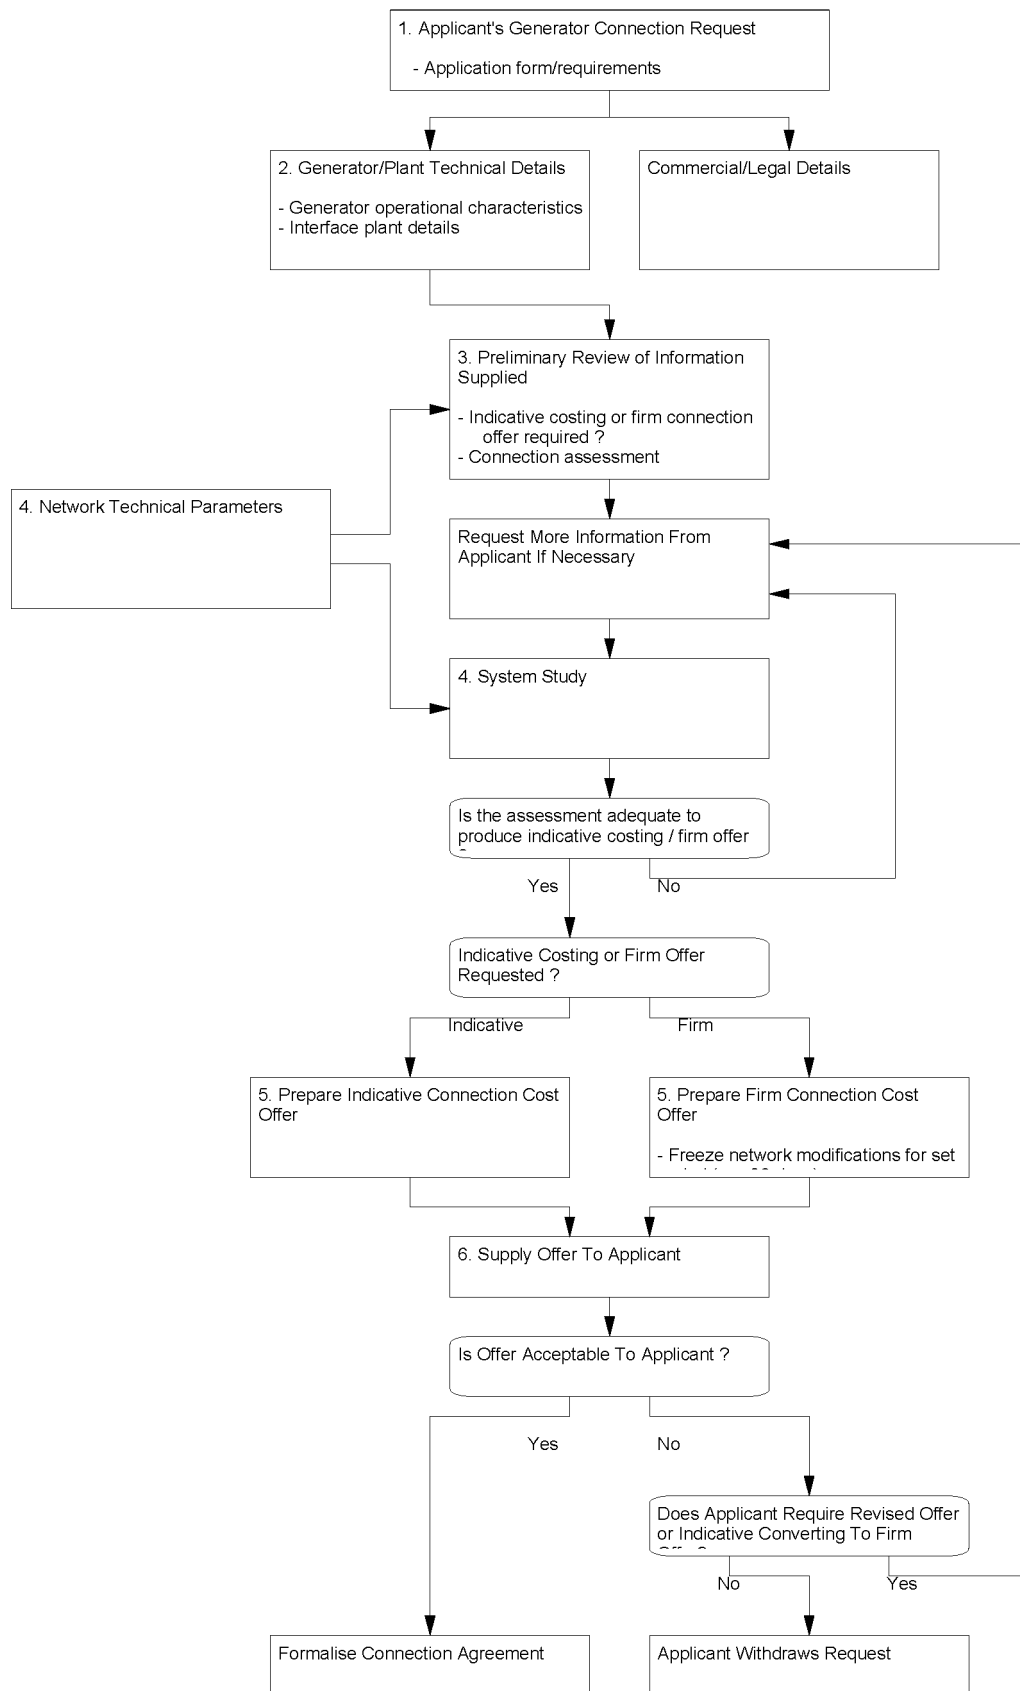 1. Applicant's Generator Connection Request
- Application form/requirements
2. Generator/Plant Technical Details
- Generator operational characteristics
- Interface plant details
Commercial/Legal Details
3. Preliminary Review of Information
Supplied
- Indicative costing or firm connection
offer required ?
- Connection assessment
4. Network Technical Parameters
Request More Information From
Applicant If Necessary
4. System Study
Is the assessment adequate to
produce indicative costing / firm offer
Yes
No
Indicative Costing or Firm Offer
Requested ?
Indicative
Firm
5. Prepare Indicative Connection Cost
Offer
5. Prepare Firm Connection Cost
Offer
- Freeze network modifications for set
6. Supply Offer To Applicant
Is Offer Acceptable To Applicant ?
Yes
No
Does Applicant Require Revised Offer
or Indicative Converting To Firm
No
Yes
Formalise Connection Agreement
Applicant Withdraws Request